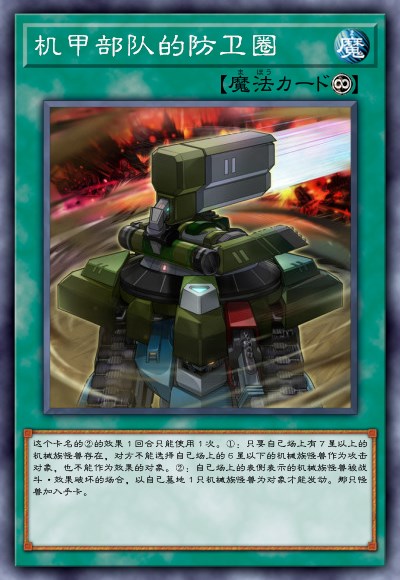 机甲部队的防卫圈
魔
【魔法カード】
まほう
这个卡名的②的效果1回合只能使用1次。①：只要自己场上有7星以上的
机械族怪兽存在，对方不能选择自己场上的6星以下的机械族怪兽作为攻击
对象，也不能作为效果的对象。②：自己场上的表侧表示的机械族怪兽被战
斗·效果破坏的场合，以自己墓地1只机械族怪兽为对象才能发动。那只怪
兽加入手卡。